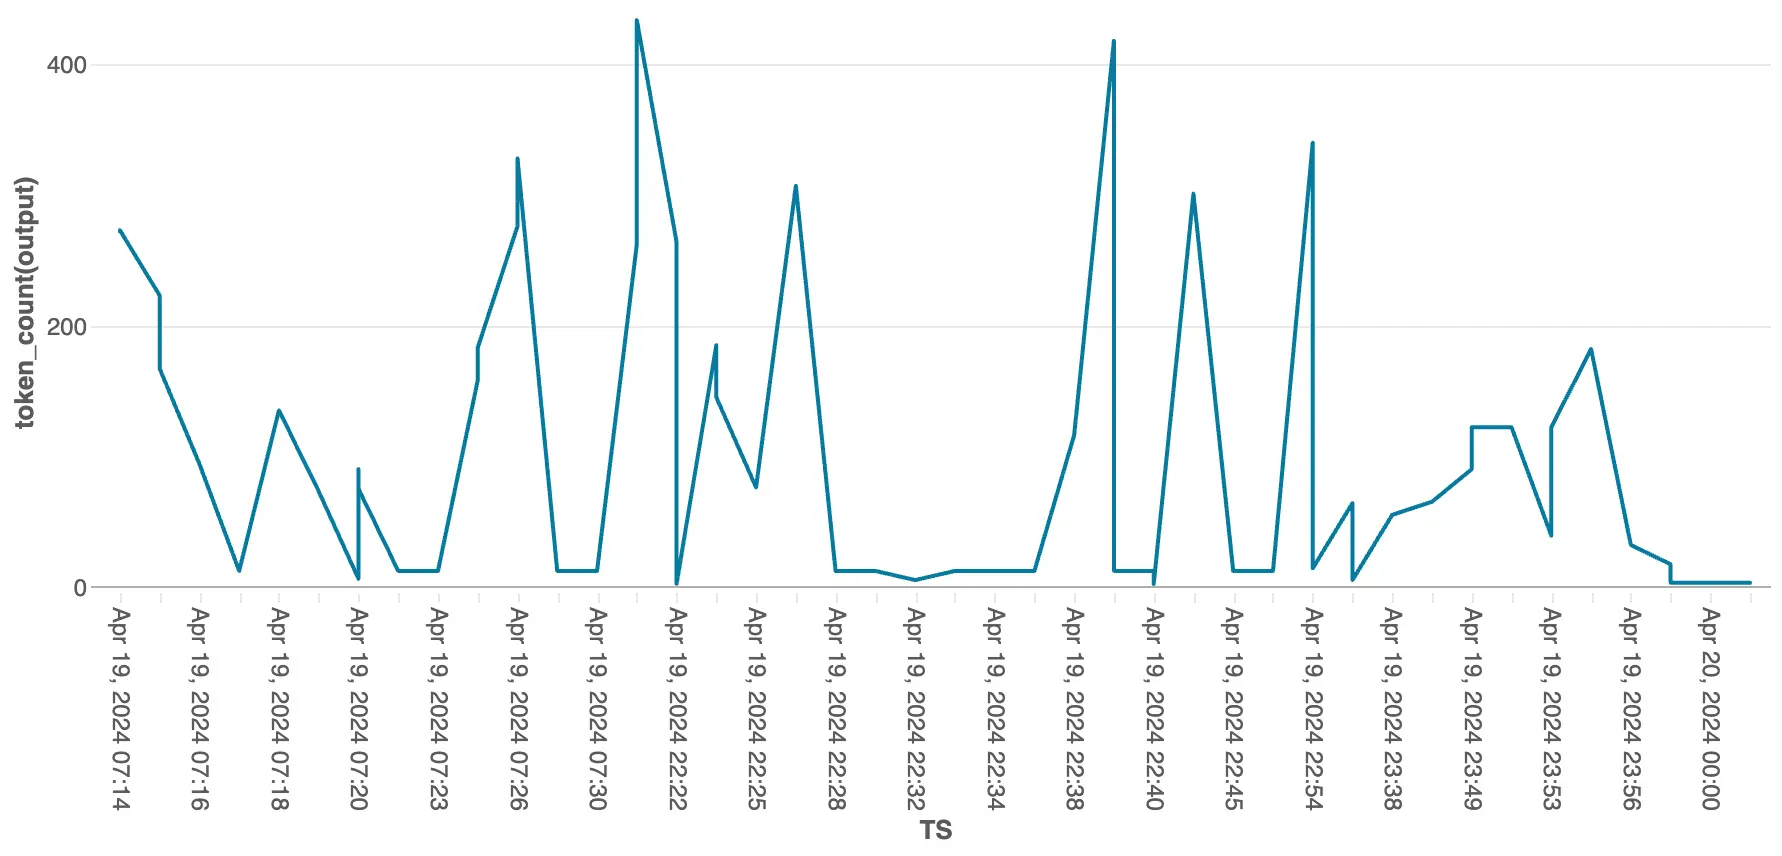 token_count(output)
400
200
0
Apr 19, 2024 07:14
Apr 19, 2024 07:16
Apr 19, 2024 07:18
Apr 19, 2024 07:20
Apr 19, 2024 07:23
Apr 19, 2024 07:26
Apr 19, 2024 07:30
Apr 19, 2024 22:22
Apr 19, 2024 22:25
Apr 19, 2024 22:28
Apr 19, 2024 22:32
Apr 19, 2024 22:34
Apr 19, 2024 22:38
Apr 19, 2024 22:40
Apr 19, 2024 22:45
Apr 19, 2024 22:54
Apr 19, 2024 23:38
Apr 19, 2024 23:49
Apr 19, 2024 23:53
Apr 19, 2024 23:56
Apr 20, 2024 00:00
TS